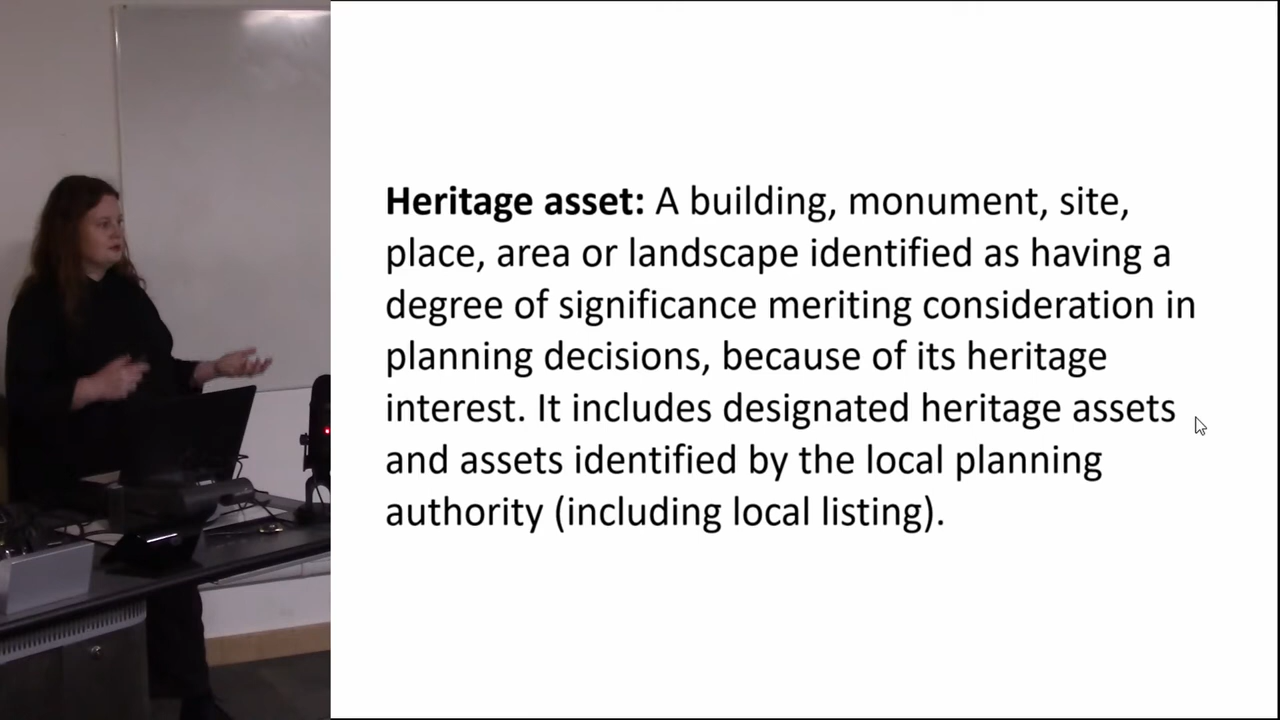 Heritage asset: A building, monument, site,
place, area or landscape identified as having a
degree of significance meriting consideration in
planning decisions, because of its heritage
interest. It includes designated heritage assets
and assets identified by the local planning
authority (including local listing).